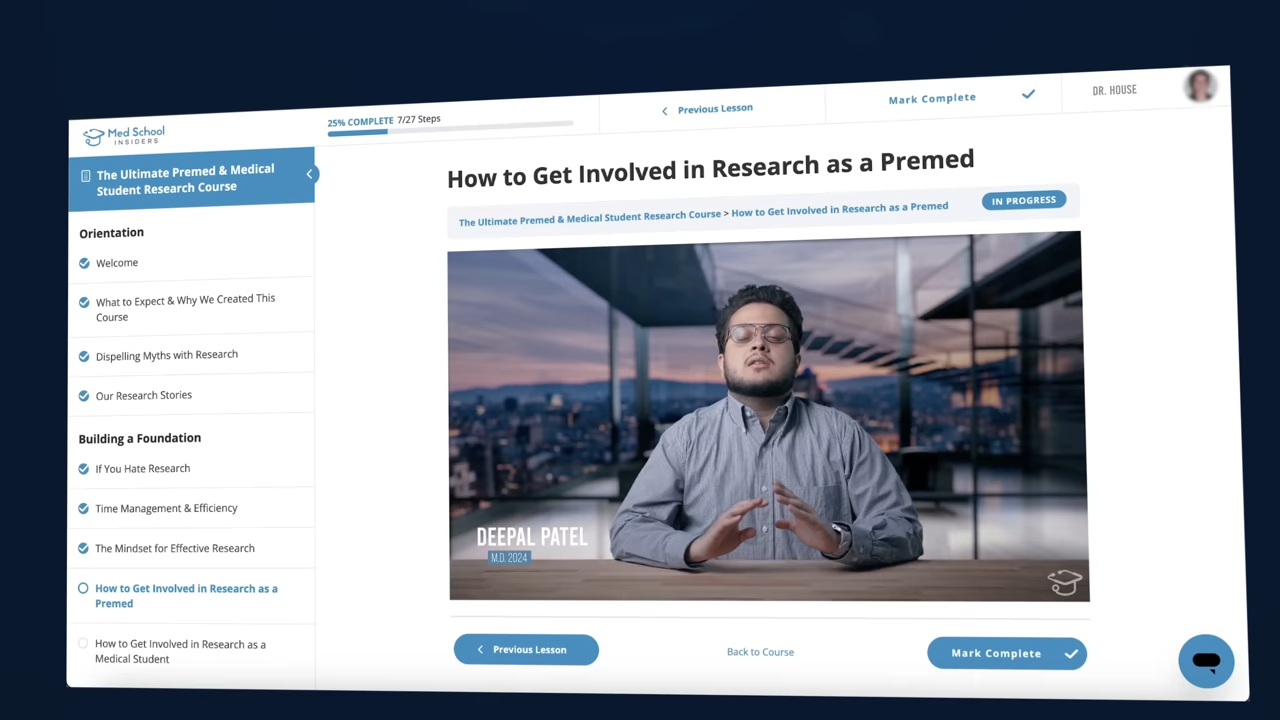 Med School
INSIDERS
25% COMPLETE 7/27 Steps
Previous Lesson
Mark Complete
DR. HOUSE
The Ultimate Premed & Medical
Student Research Course
Orientation
Welcome
What to Expect & Why We Created This
Course
Dispelling Myths with Research
Our Research Stories
Building a Foundation
If You Hate Research
Time Management & Efficiency
The Mindset for Effective Research
How to Get Involved in Research as a
Premed
How to Get Involved in Research as a
Medical Student
How to Get Involved in Research as a Premed
The Ultimate Premed & Medical Student Research Course > How to Get Involved in Research as a Premed
IN PROGRESS
DEEPAL PATEL
M.D. 2024
Previous Lesson
Back to Course
Mark Complete